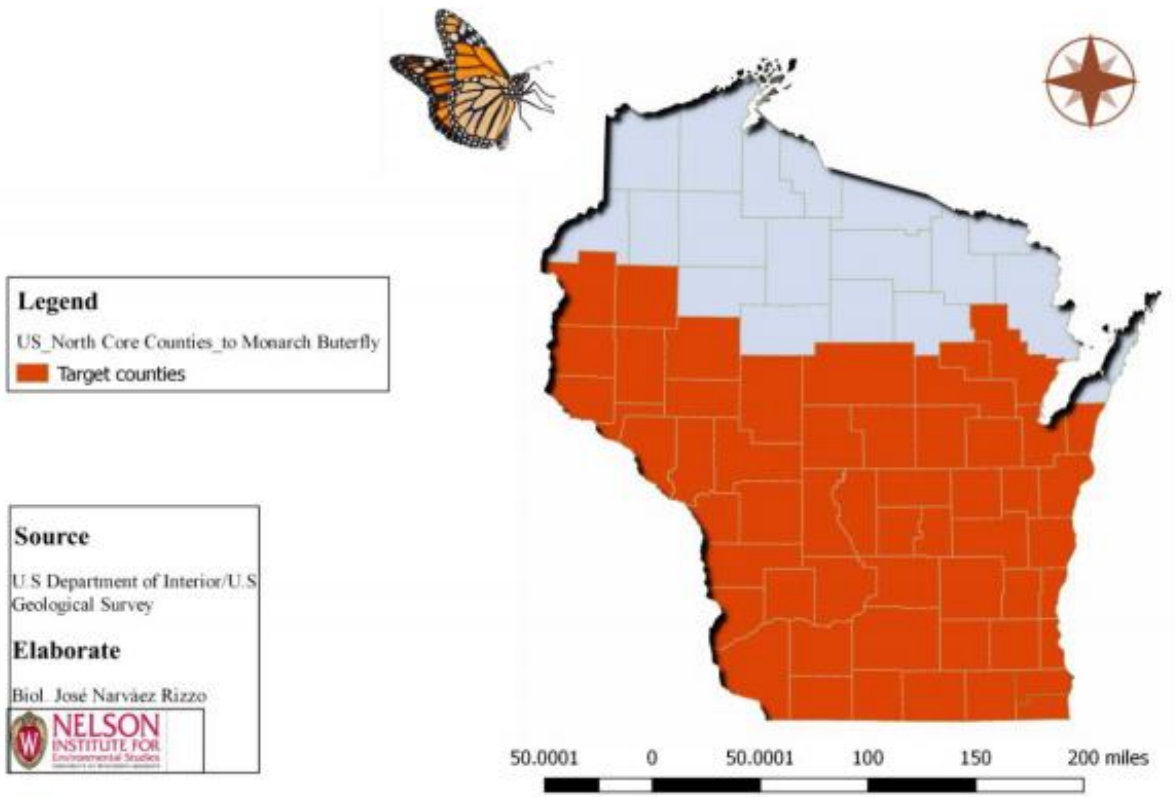 Legend
US_North Core Counties_to Monarch Buterfly
Target counties
Source
U.S Department of Interior/U.S
Geological Survey
Elaborate
Biol. José Narváez Rizzo
W
NELSON
INSTITUTE FOR
Environmental Studies
50.0001 0 50.0001 100 150 200 miles